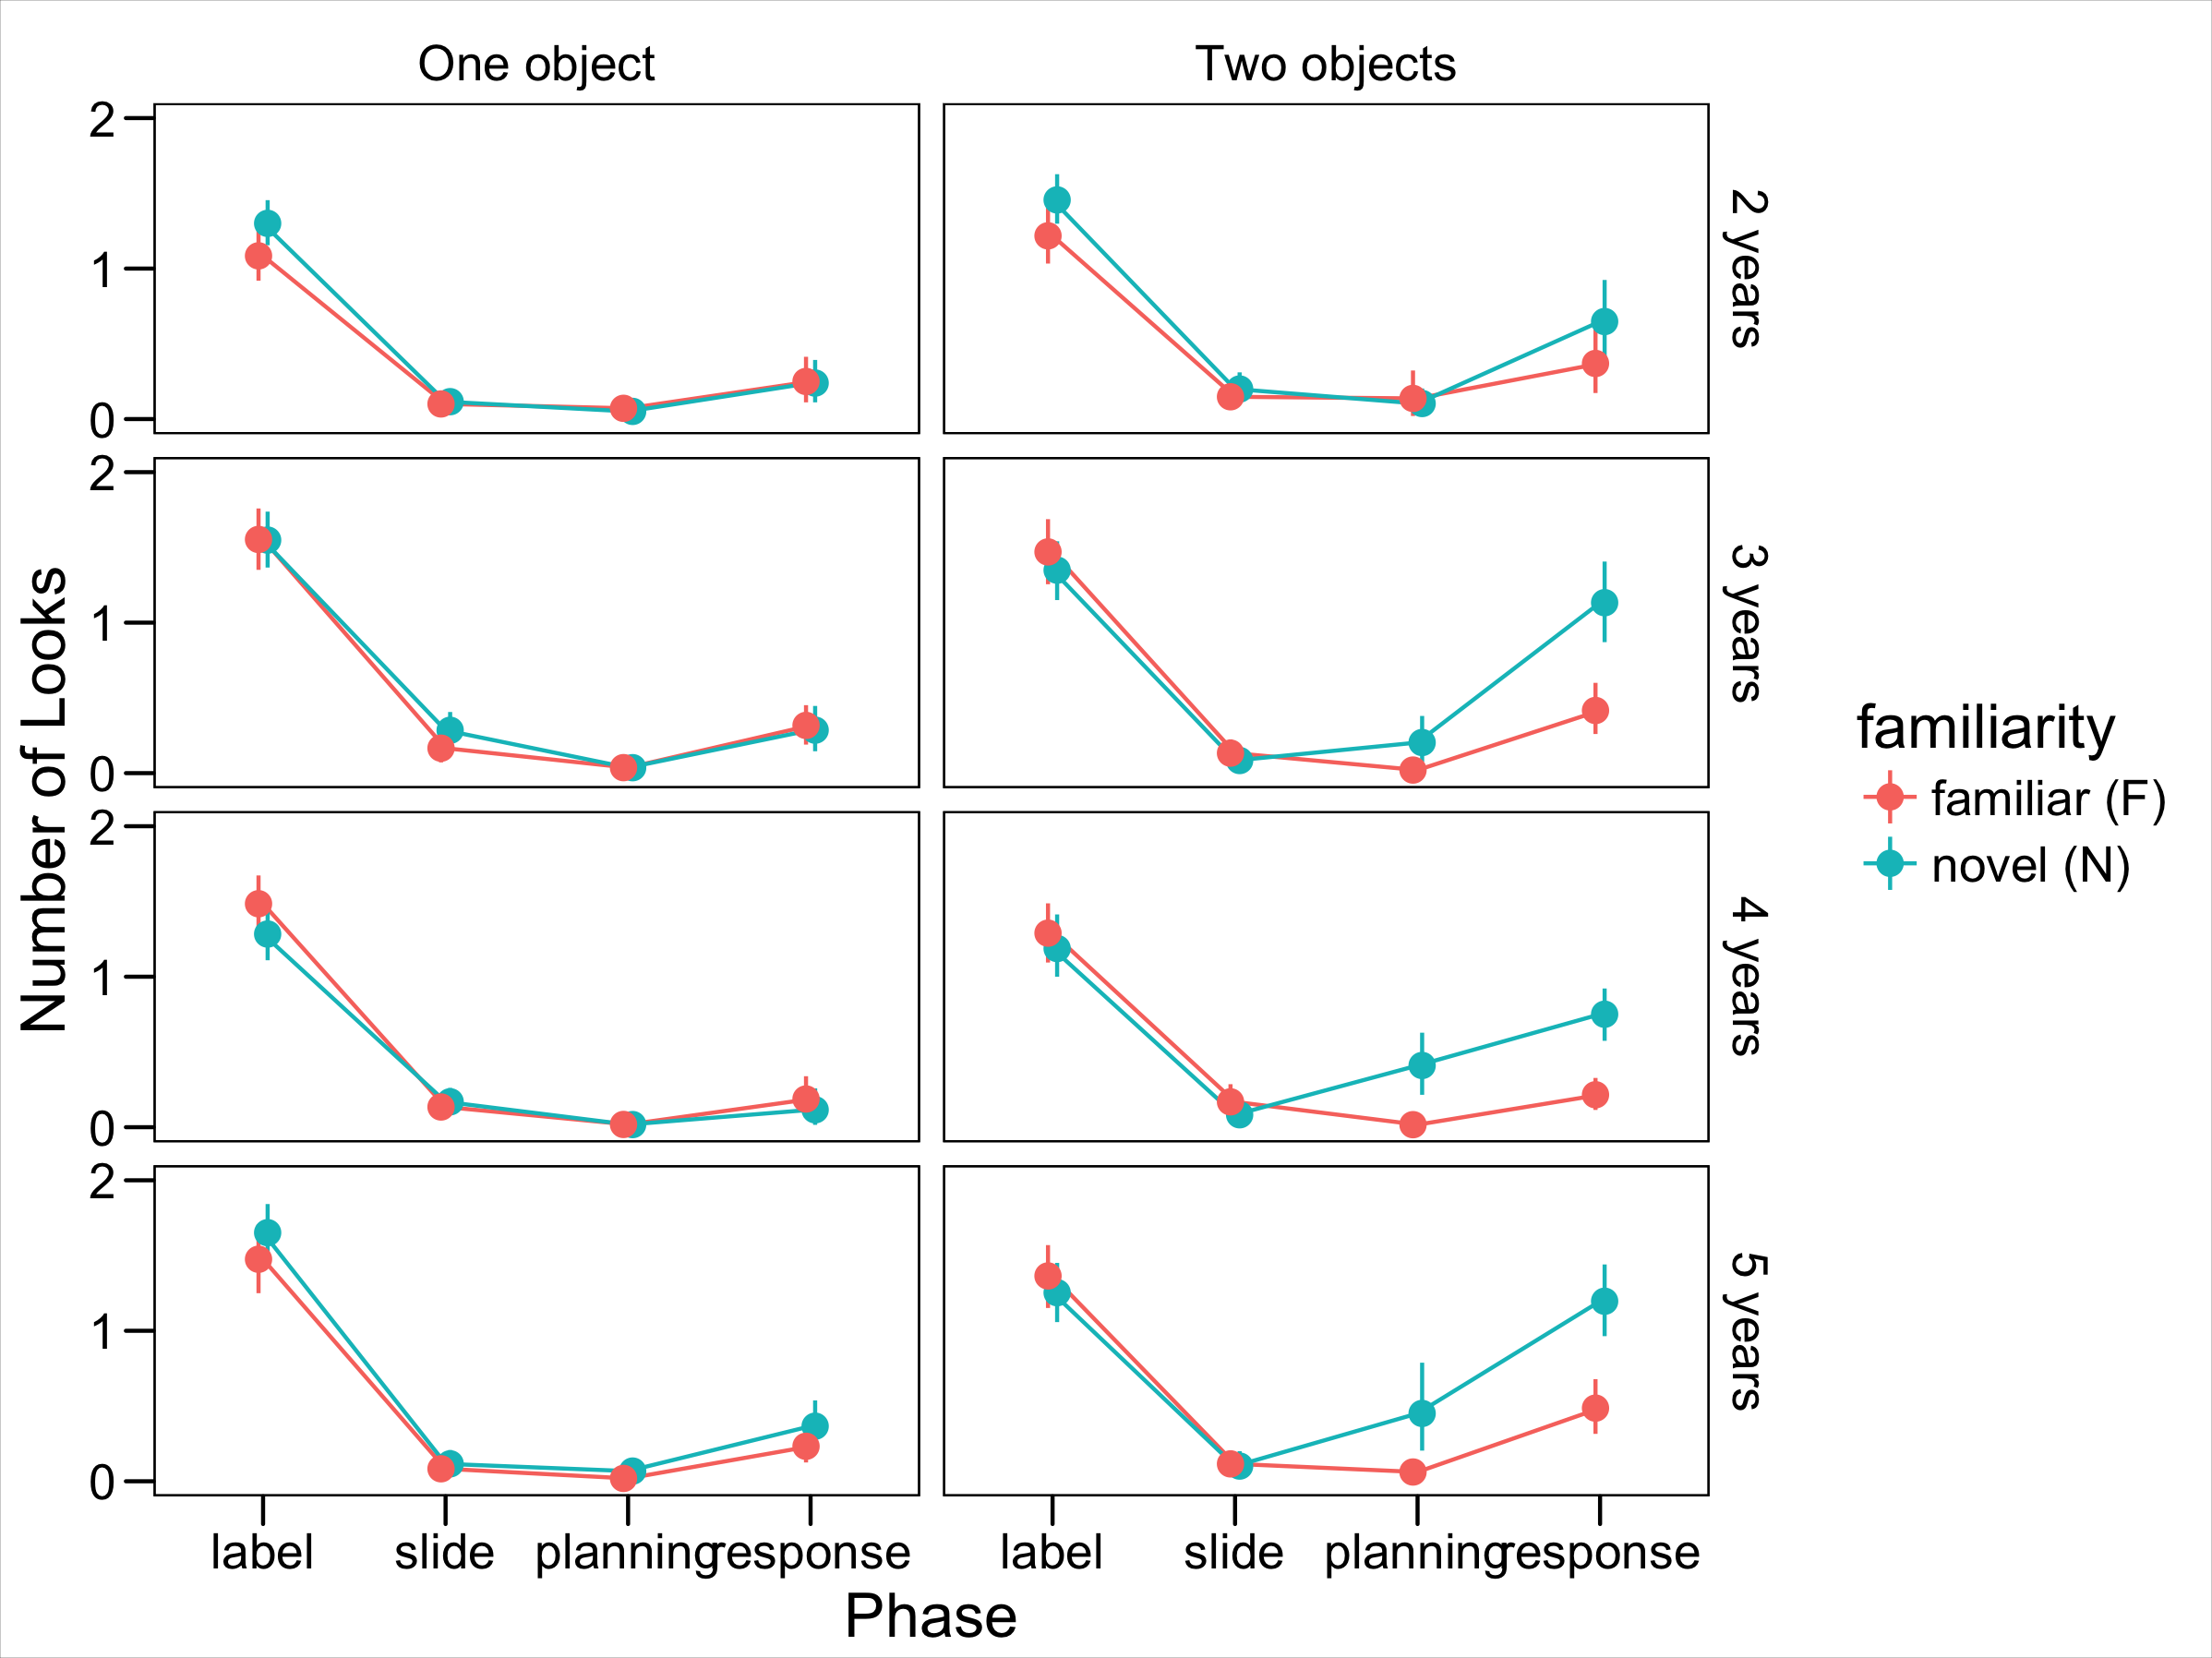 One object
Two objects
2
1
0
2 years
2
1
0
3 years
2
1
0
4 years
2
1
0
5 years
label slide planning response
label slide planning response
Phase
Number of Looks
familiarity
familiar (F)
novel (N)